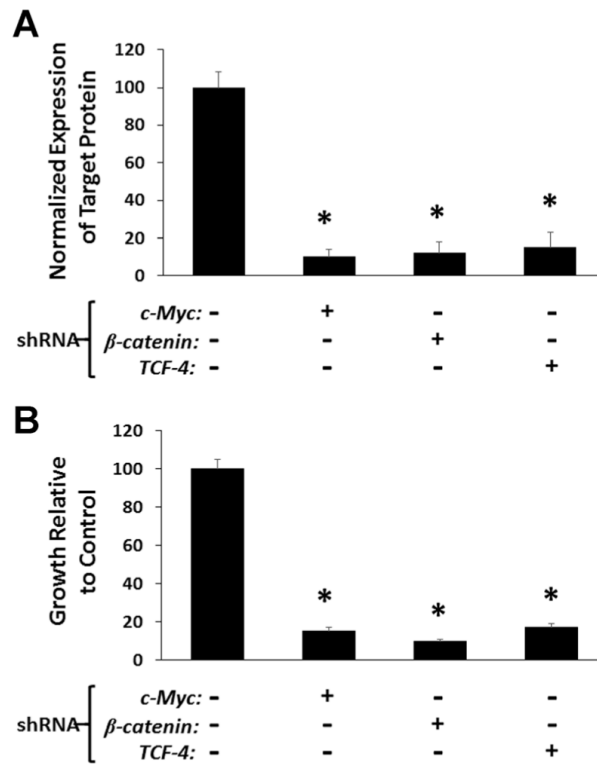 A
Normalized Expression
of Target Protein
120
100
80
60
40
20
0
* * *
shRNA
c-Myc: - + - -
β-catenin: - - + -
TCF-4: - - - +
B
Growth Relative
to Control
120
100
80
60
40
20
0
* * *
shRNA
c-Myc: - + - -
β-catenin: - - + -
TCF-4: - - - +